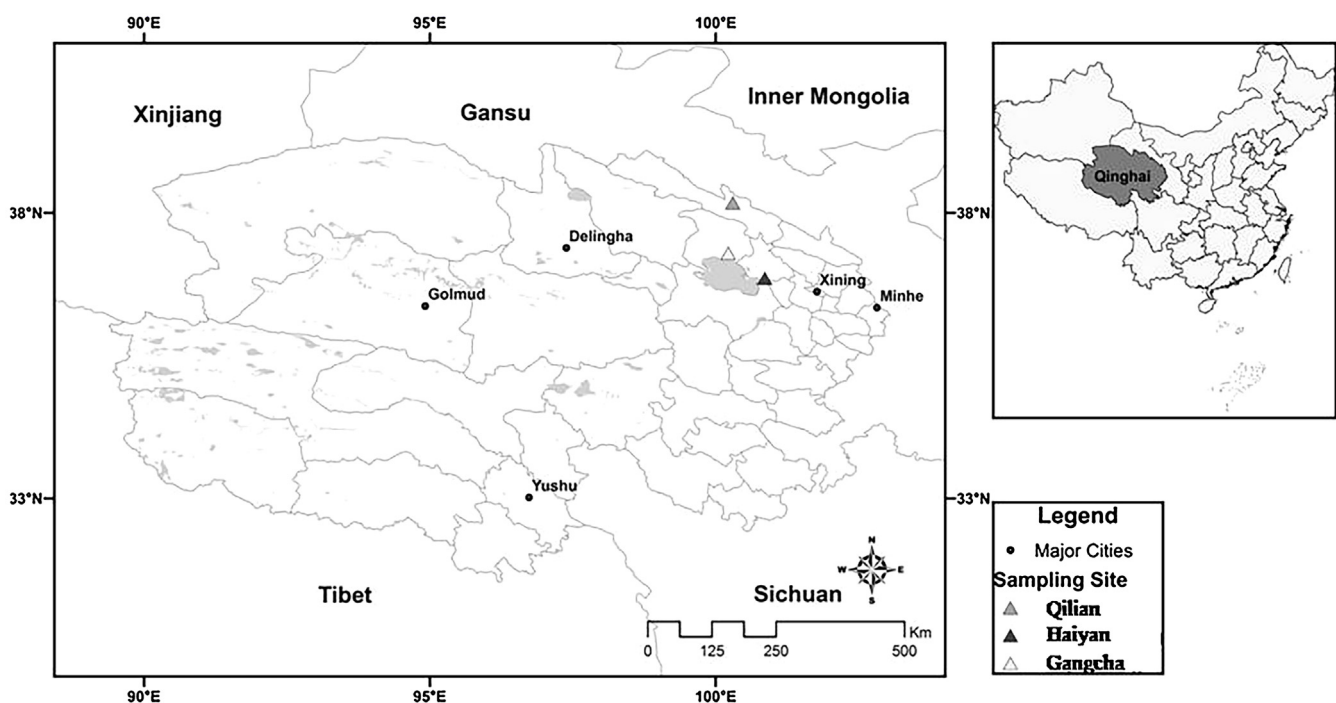 90°E 95°E 100°E
Xinjiang
Gansu
Inner Mongolia
38°N
38°N
Delingha
Golmud
Xining
Minhe
33°N
33°N
Yushu
Tibet
Sichuan
N
W E
S
Km
0 125 250 500
90°E 95°E 100°E
Qinghai
Legend
Major Cities
Sampling Site
Qilian
Haiyan
Gangcha